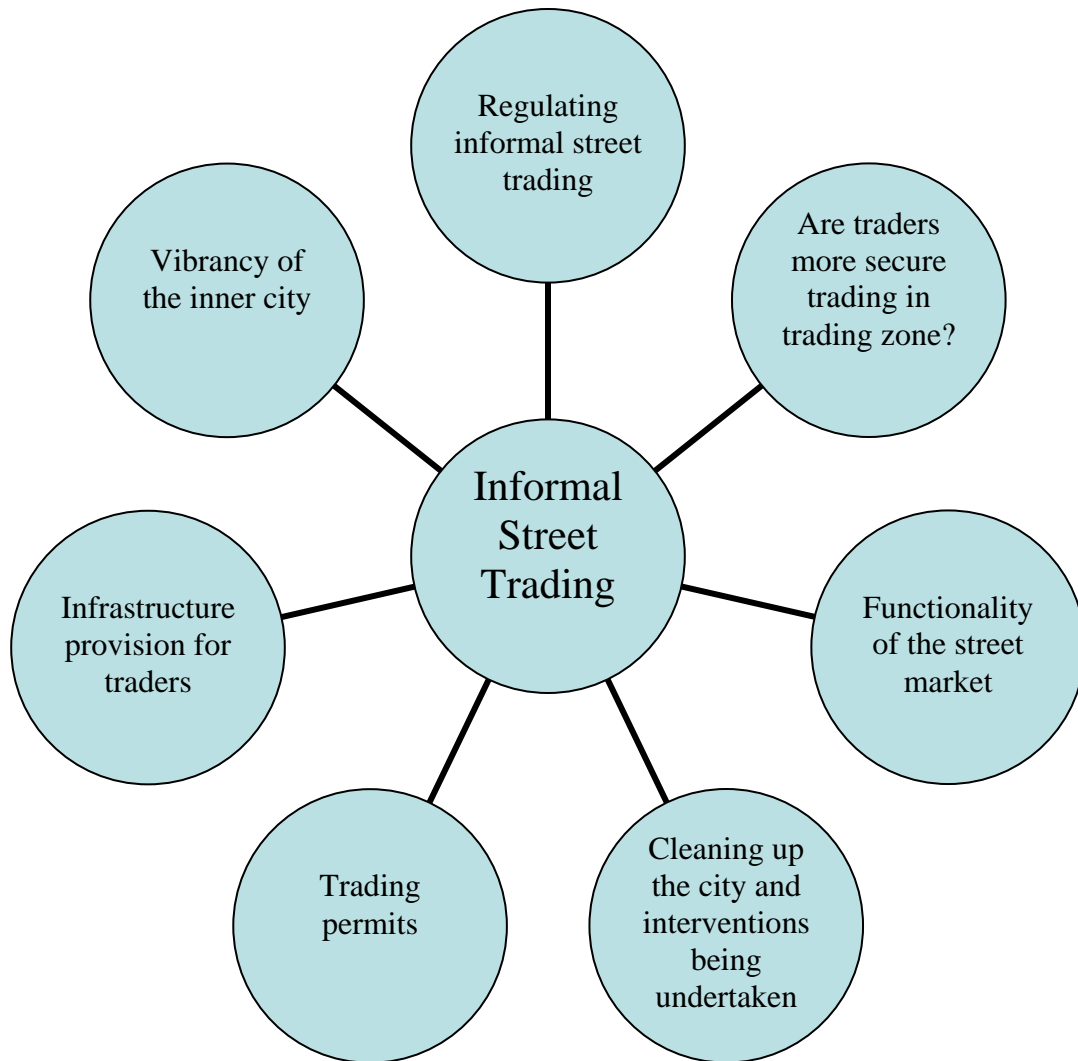 Regulating
informal street
trading
Are traders
more secure
trading in
trading zone?
Vibrancy of
the inner city
Informal
Street
Trading
Infrastructure
provision for
traders
Functionality
of the street
market
Trading
permits
Cleaning up
the city and
interventions
being
undertaken